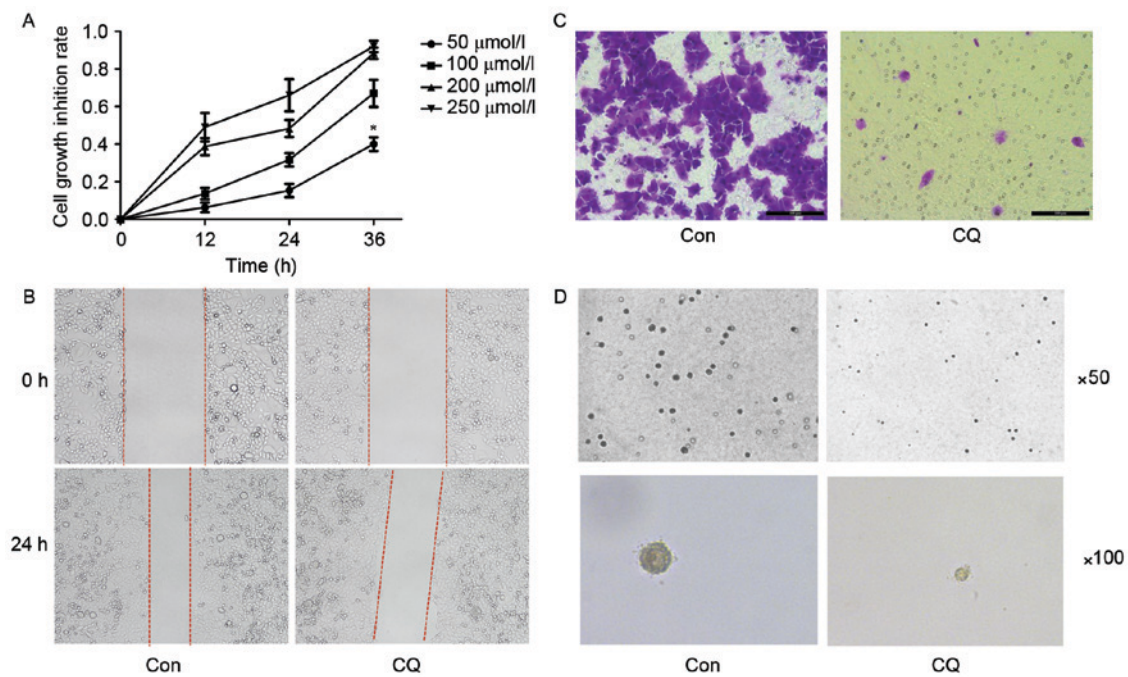 A
Cell growth inhition rate
1.0
0.8
0.6
0.4
0.2
0.0
0 12 24 36
Time (h)
*
50 μmol/l
100 μmol/l
200 μmol/l
250 μmol/l
C
Con CQ
B
0 h
24 h
Con CQ
D
×50
×100
Con CQ